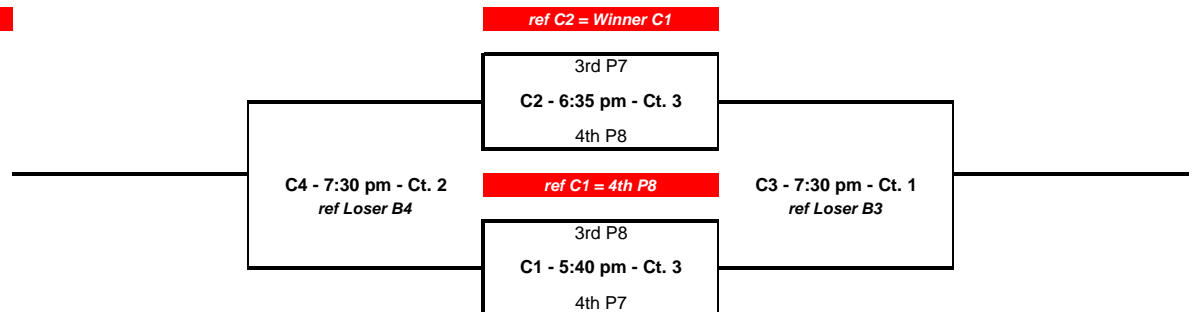 ref C2 = Winner C1
3rd P7
C2 - 6:35 pm - Ct. 3
4th P8
C4 - 7:30 pm - Ct. 2
ref Loser B4
ref C1 = 4th P8
C3 - 7:30 pm - Ct. 1
ref Loser B3
3rd P8
C1 - 5:40 pm - Ct. 3
4th P7